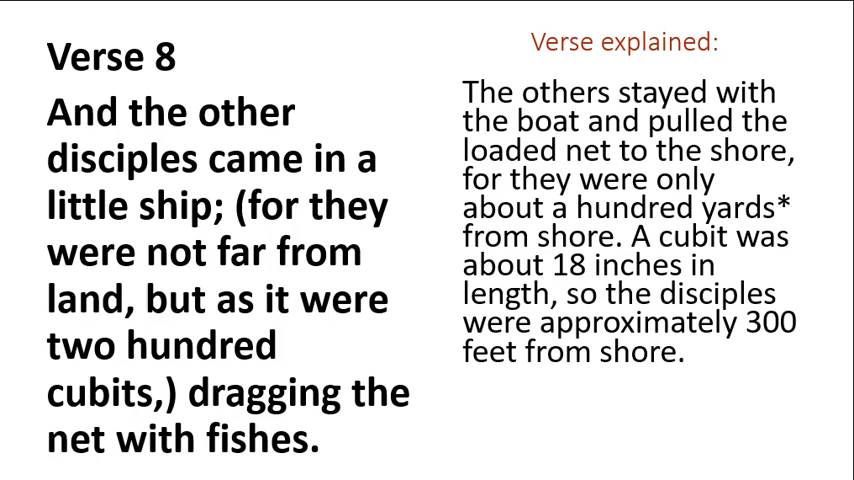 Verse 8
And the other
disciples came in a
little ship; (for they
were not far from
land, but as it were
two hundred
cubits,) dragging the
net with fishes.
Verse explained:
The others stayed with
the boat and pulled the
loaded net to the shore,
for they were only
about a hundred yards*
from shore. A cubit was
about 18 inches in
length, so the disciples
were approximately 300
feet from shore.